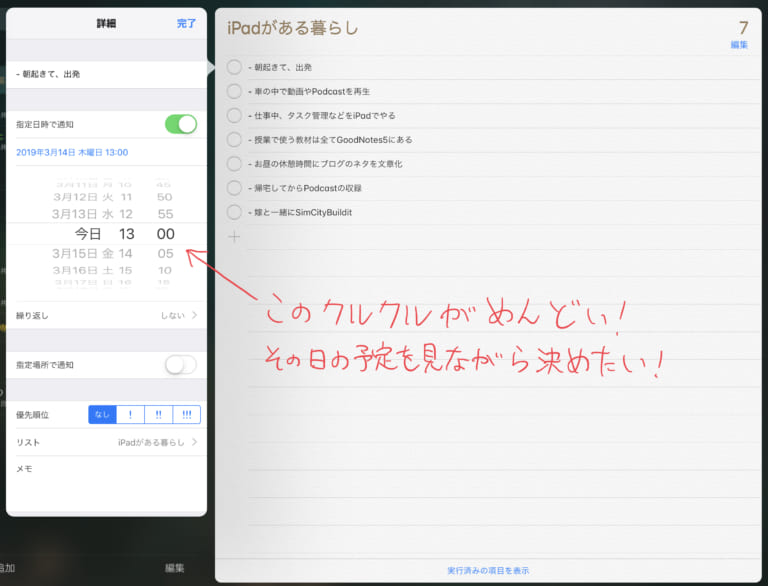 詳細
完了
- 朝起きて、出発
指定日時で通知
2019年3月14日 木曜日 13:00
3月11日 月 10 45
3月12日 火 11 50
3月13日 水 12 55
今日 13 00
3月15日 金 14 05
3月16日 土 15 10
3月17日 日 16 15
繰り返し
しない
指定場所で通知
優先順位
なし ! !! !!!
リスト
iPadがある暮らし
メモ
追加
編集
iPadがある暮らし
7
編集
- 朝起きて、出発
- 車の中で動画やPodcastを再生
- 仕事中、タスク管理などをiPadでやる
- 授業で使う教材は全てGoodNotes5にある
- お昼の休憩時間にブログのネタを文章化
- 帰宅してからPodcastの収録
- 嫁と一緒にSimCityBuildit
このクルクルがめんどい!
その日の予定を見ながら決めたい!
実行済みの項目を表示